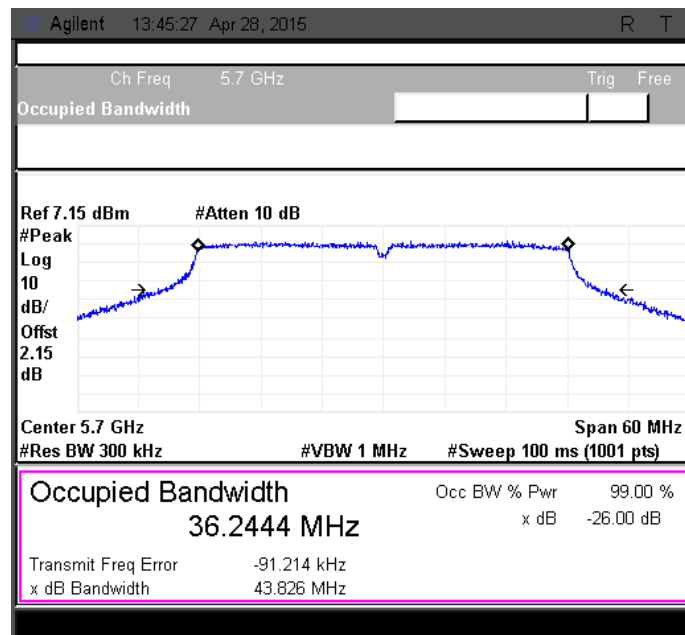 Agilent 13:45:27 Apr 28, 2015 R T
Ch Freq 5.7 GHz Trig Free
Occupied Bandwidth
Ref 7.15 dBm #Atten 10 dB
#Peak
Log
10
dB/
Offst
2.15
dB
Center 5.7 GHz Span 60 MHz
#Res BW 300 kHz #VBW 1 MHz #Sweep 100 ms (1001 pts)
Occupied Bandwidth Occ BW % Pwr 99.00 %
36.2444 MHz x dB -26.00 dB
Transmit Freq Error -91.214 kHz
x dB Bandwidth 43.826 MHz